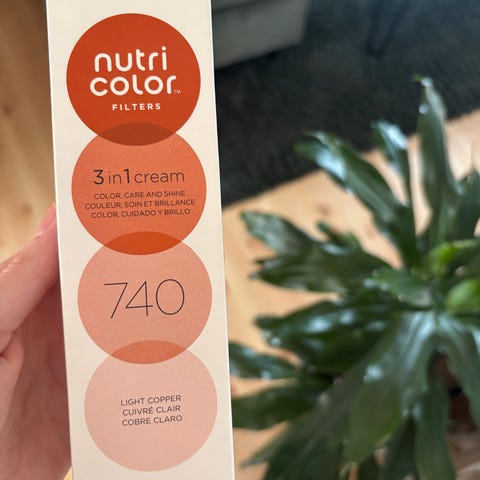 nutri
color™
FILTERS
3 in 1 cream
COLOR, CARE AND SHINE
COULEUR, SOIN ET BRILLANCE
COLOR, CUIDADO Y BRILLO
740
LIGHT COPPER
CUIVRÉ CLAIR
COBRE CLARO